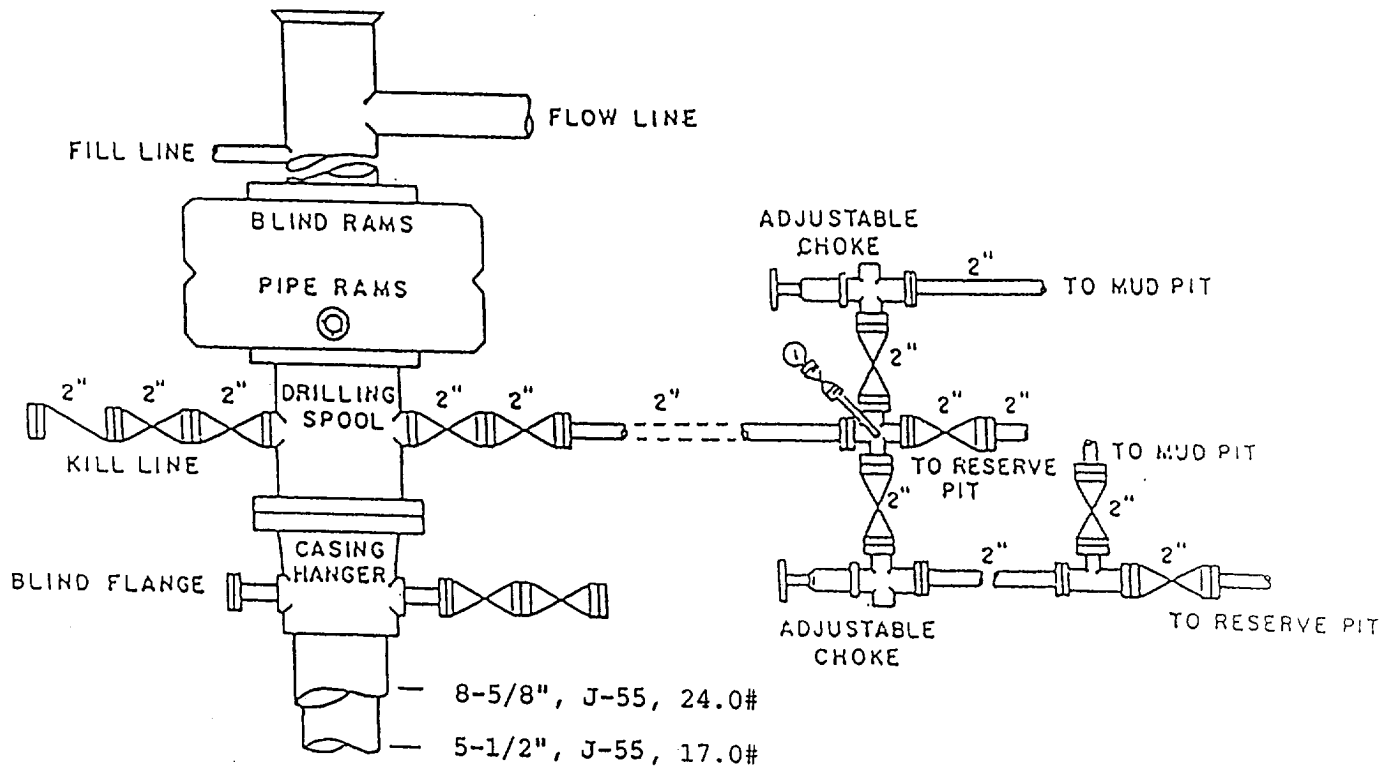 FLOW LINE
FILL LINE
BLIND RAMS
PIPE RAMS
ADJUSTABLE
CHOKE
2"
TO MUD PIT
2"
2"
2"
2"
DRILLING
SPOOL
2"
2"
2"
2"
2"
KILL LINE
TO RESERVE
PIT
TO MUD PIT
2"
2"
CASING
HANGER
BLIND FLANGE
2"
2"
ADJUSTABLE
CHOKE
TO RESERVE PIT
8-5/8", J-55, 24.0#
5-1/2", J-55, 17.0#